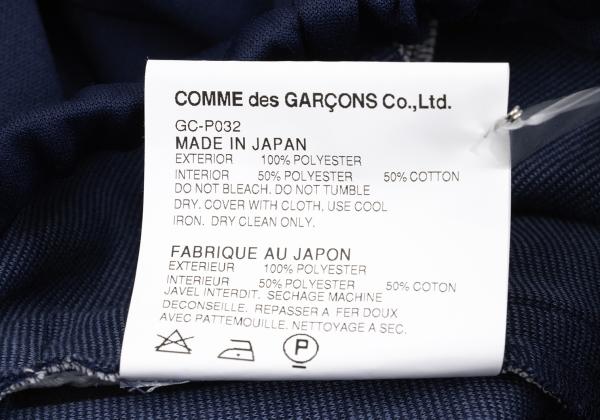 COMME des GARÇONS Co.,Ltd.
GC-P032
MADE IN JAPAN
EXTERIOR 100% POLYESTER
INTERIOR 50% POLYESTER 50% COTTON
DO NOT BLEACH. DO NOT TUMBLE
DRY. COVER WITH CLOTH, USE COOL
IRON. DRY CLEAN ONLY.
FABRIQUE AU JAPON
EXTERIEUR 100% POLYESTER
INTERIEUR 50% POLYESTER 50% COTON
JAVEL INTERDIT. SECHAGE MACHINE
DECONSEILLE. REPASSER A FER DOUX
AVEC PATTEMOUILLE. NETTOYAGE A SEC.
P